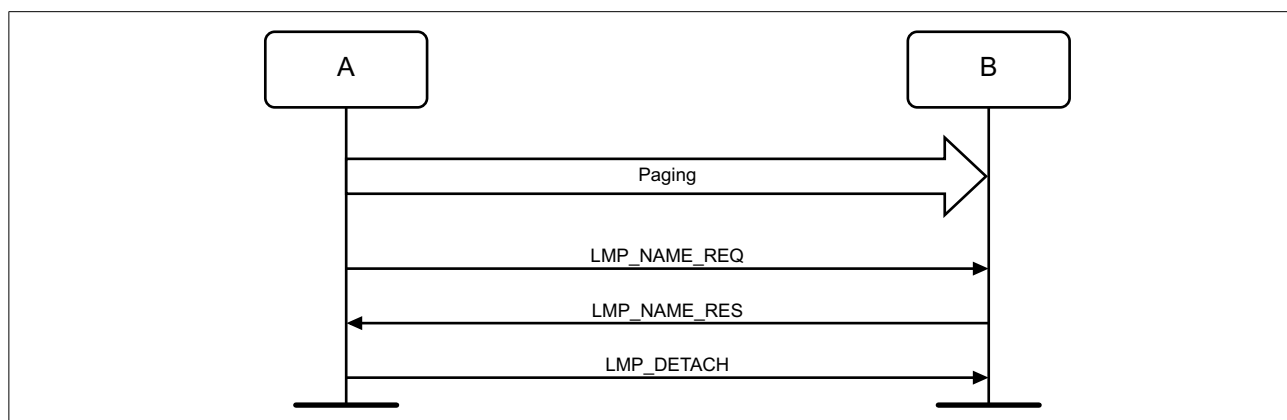 A
B
Paging
LMP_NAME_REQ
LMP_NAME_RES
LMP_DETACH